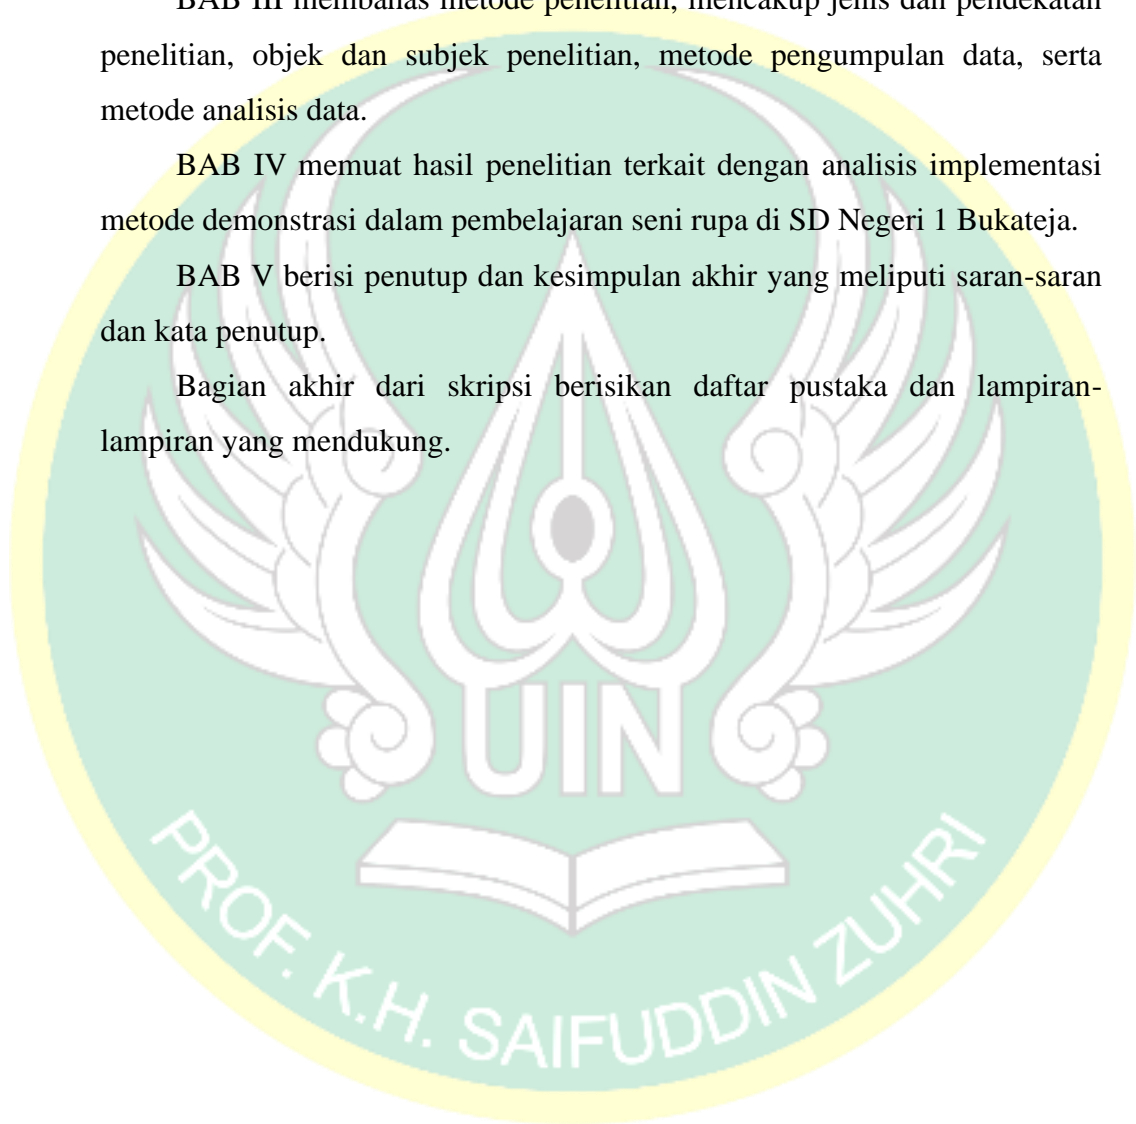 BAB III membahas metode penelitian, mencakup jenis dan pendekatan
penelitian, objek dan subjek penelitian, metode pengumpulan data, serta
metode analisis data.
BAB IV memuat hasil penelitian terkait dengan analisis implementasi
metode demonstrasi dalam pembelajaran seni rupa di SD Negeri 1 Bukateja.
BAB V berisi penutup dan kesimpulan akhir yang meliputi saran-saran
dan kata penutup.
Bagian akhir dari skripsi berisikan daftar pustaka dan lampiran-
lampiran yang mendukung.
UIN
PROF. K.H. SAIFUDDIN ZUHRI